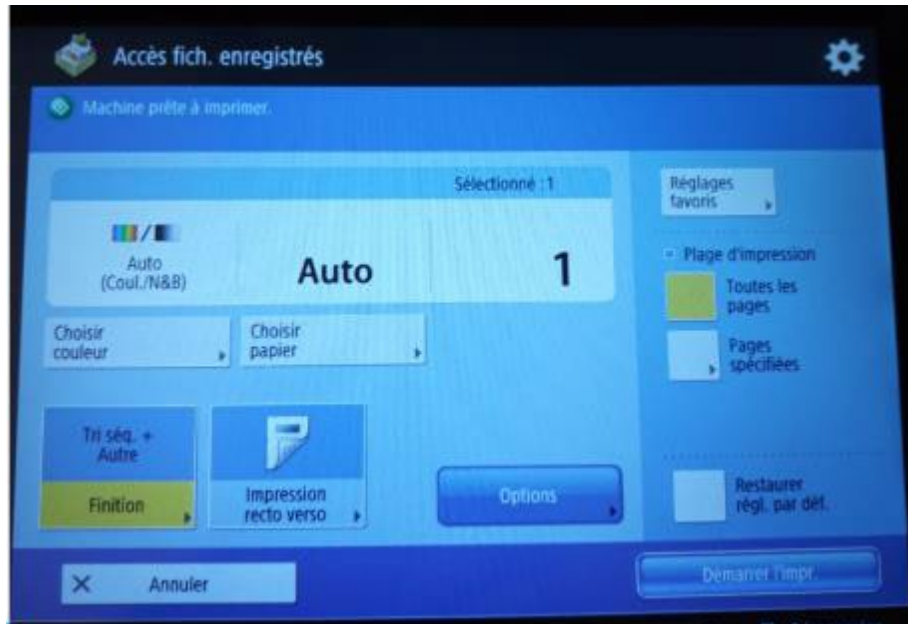 Accès fich. enregistrés
Machine prête à imprimer.
Sélectionné : 1
Auto
(Coul./N&B)
Auto
1
Choisir
couleur
Choisir
papier
Tri séq. +
Autre
Finition
Impression
recto verso
Options
Réglages
favoris
Plage d'impression
Toutes les
pages
Pages
spécifiées
Restaurer
régl. par déf.
Annuler
Démarrer l'impr.